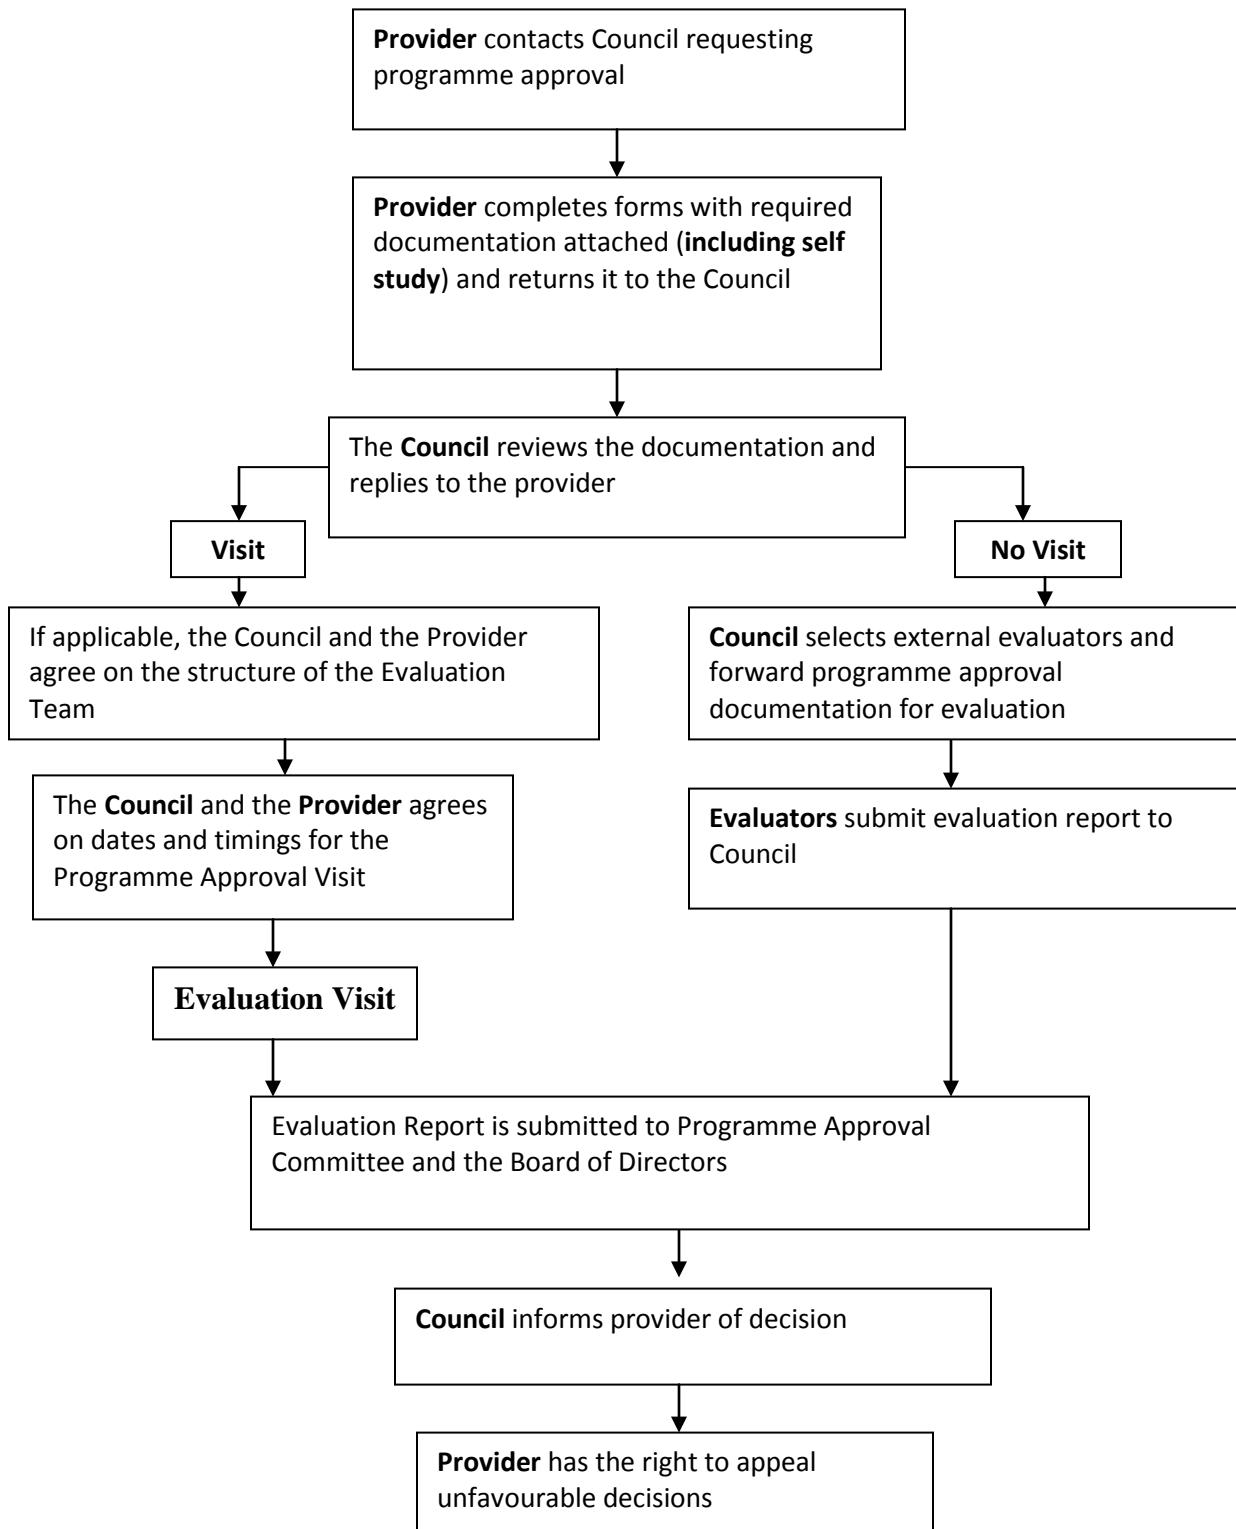 Provider contacts Council requesting
programme approval
Provider completes forms with required
documentation attached (including self
study) and returns it to the Council
The Council reviews the documentation and
replies to the provider
Visit
No Visit
If applicable, the Council and the Provider
agree on the structure of the Evaluation
Team
Council selects external evaluators and
forward programme approval
documentation for evaluation
The Council and the Provider agrees
on dates and timings for the
Programme Approval Visit
Evaluators submit evaluation report to
Council
Evaluation Visit
Evaluation Report is submitted to Programme Approval
Committee and the Board of Directors
Council informs provider of decision
Provider has the right to appeal
unfavourable decisions